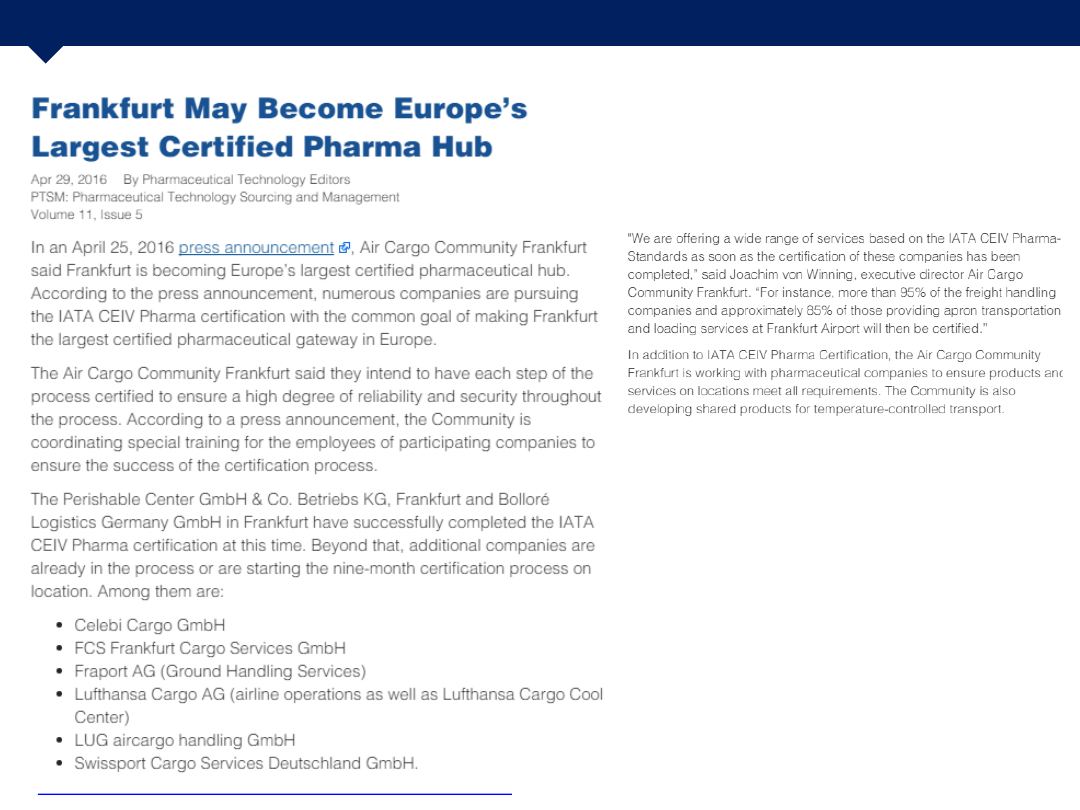 Frankfurt May Become Europe's
Largest Certified Pharma Hub
Apr 29, 2016 By Pharmaceutical Technology Editors
PTSM: Pharmaceutical Technology Sourcing and Management
Volume 11, Issue 5
In an April 25, 2016 press announcement , Air Cargo Community Frankfurt
said Frankfurt is becoming Europe's largest certified pharmaceutical hub.
According to the press announcement, numerous companies are pursuing
the IATA CEIV Pharma certification with the common goal of making Frankfurt
the largest certified pharmaceutical gateway in Europe.
The Air Cargo Community Frankfurt said they intend to have each step of the
process certified to ensure a high degree of reliability and security throughout
the process. According to a press announcement, the Community is
coordinating special training for the employees of participating companies to
ensure the success of the certification process.
The Perishable Center GmbH & Co. Betriebs KG, Frankfurt and Bolloré
Logistics Germany GmbH in Frankfurt have successfully completed the IATA
CEIV Pharma certification at this time. Beyond that, additional companies are
already in the process or are starting the nine-month certification process on
location. Among them are:
• Celebi Cargo GmbH
• FCS Frankfurt Cargo Services GmbH
• Fraport AG (Ground Handling Services)
• Lufthansa Cargo AG (airline operations as well as Lufthansa Cargo Cool
Center)
• LUG aircargo handling GmbH
• Swissport Cargo Services Deutschland GmbH.
"We are offering a wide range of services based on the IATA CEIV Pharma-
Standards as soon as the certification of these companies has been
completed," said Joachim von Winning, executive director Air Cargo
Community Frankfurt. "For instance, more than 95% of the freight handling
companies and approximately 85% of those providing apron transportation
and loading services at Frankfurt Airport will then be certified."
In addition to IATA CEIV Pharma Certification, the Air Cargo Community
Frankfurt is working with pharmaceutical companies to ensure products and
services on locations meet all requirements. The Community is also
developing shared products for temperature-controlled transport.